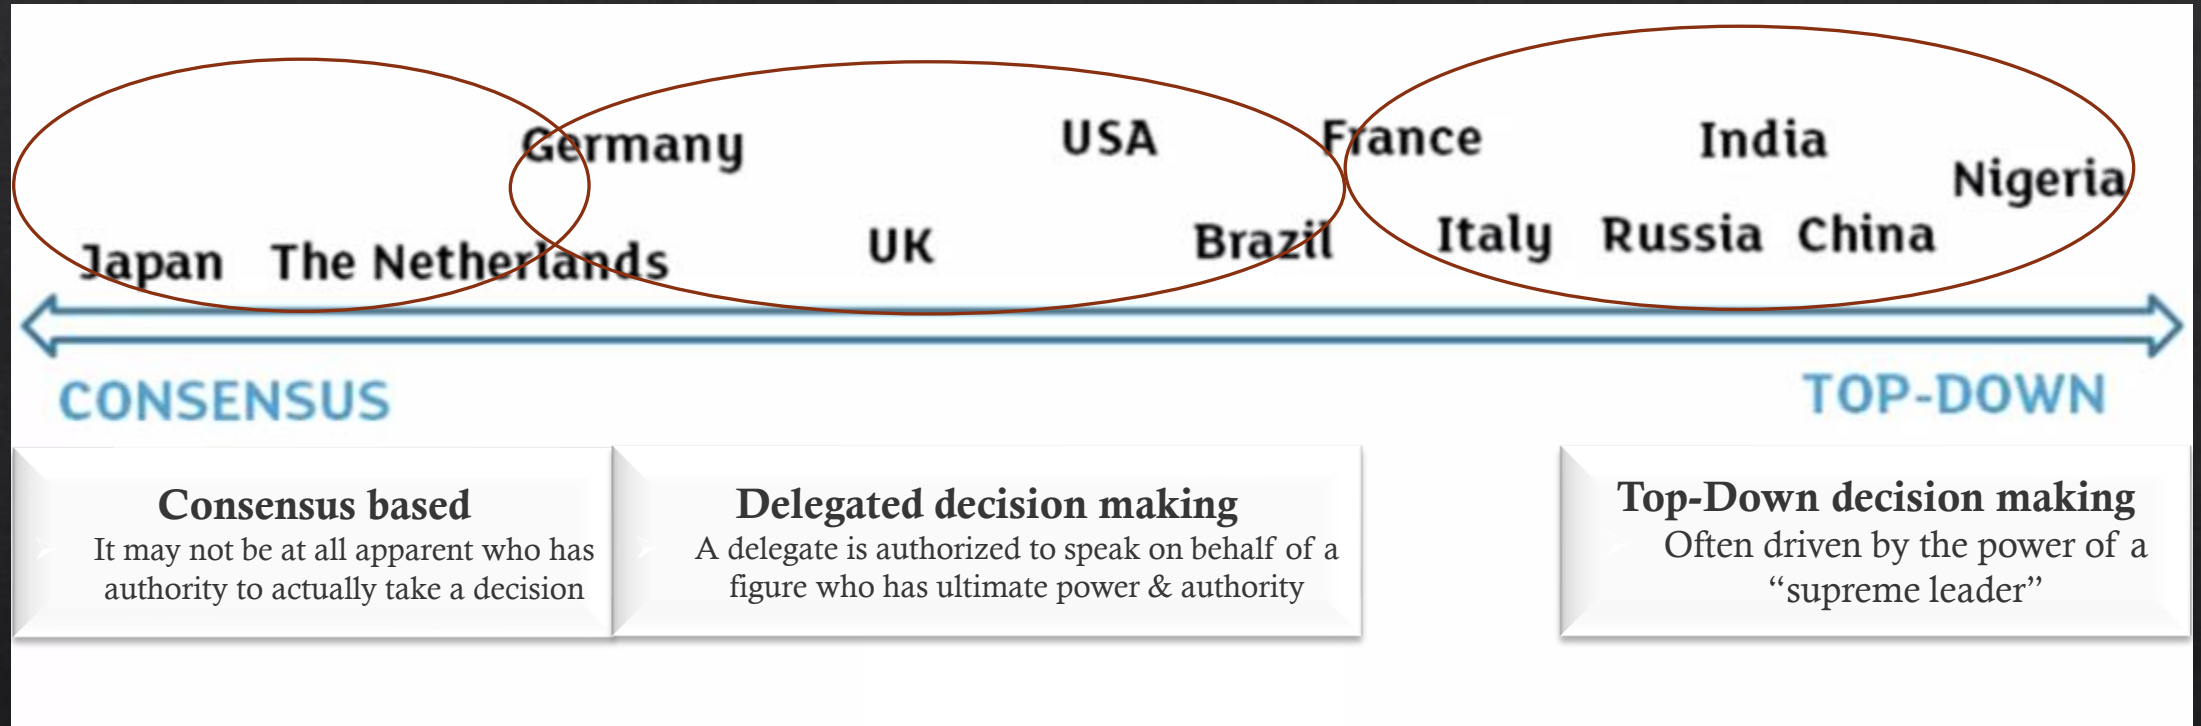 Germany USA France India
Nigeria
Japan The Netherlands UK Brazil Italy Russia China
CONSENSUS TOP-DOWN
Consensus based
It may not be at all apparent who has
authority to actually take a decision
Delegated decision making
A delegate is authorized to speak on behalf of a
figure who has ultimate power & authority
Top-Down decision making
Often driven by the power of a
“supreme leader”